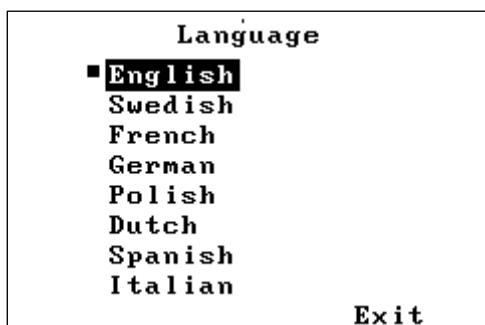 Language
English
Swedish
French
German
Polish
Dutch
Spanish
Italian
Exit